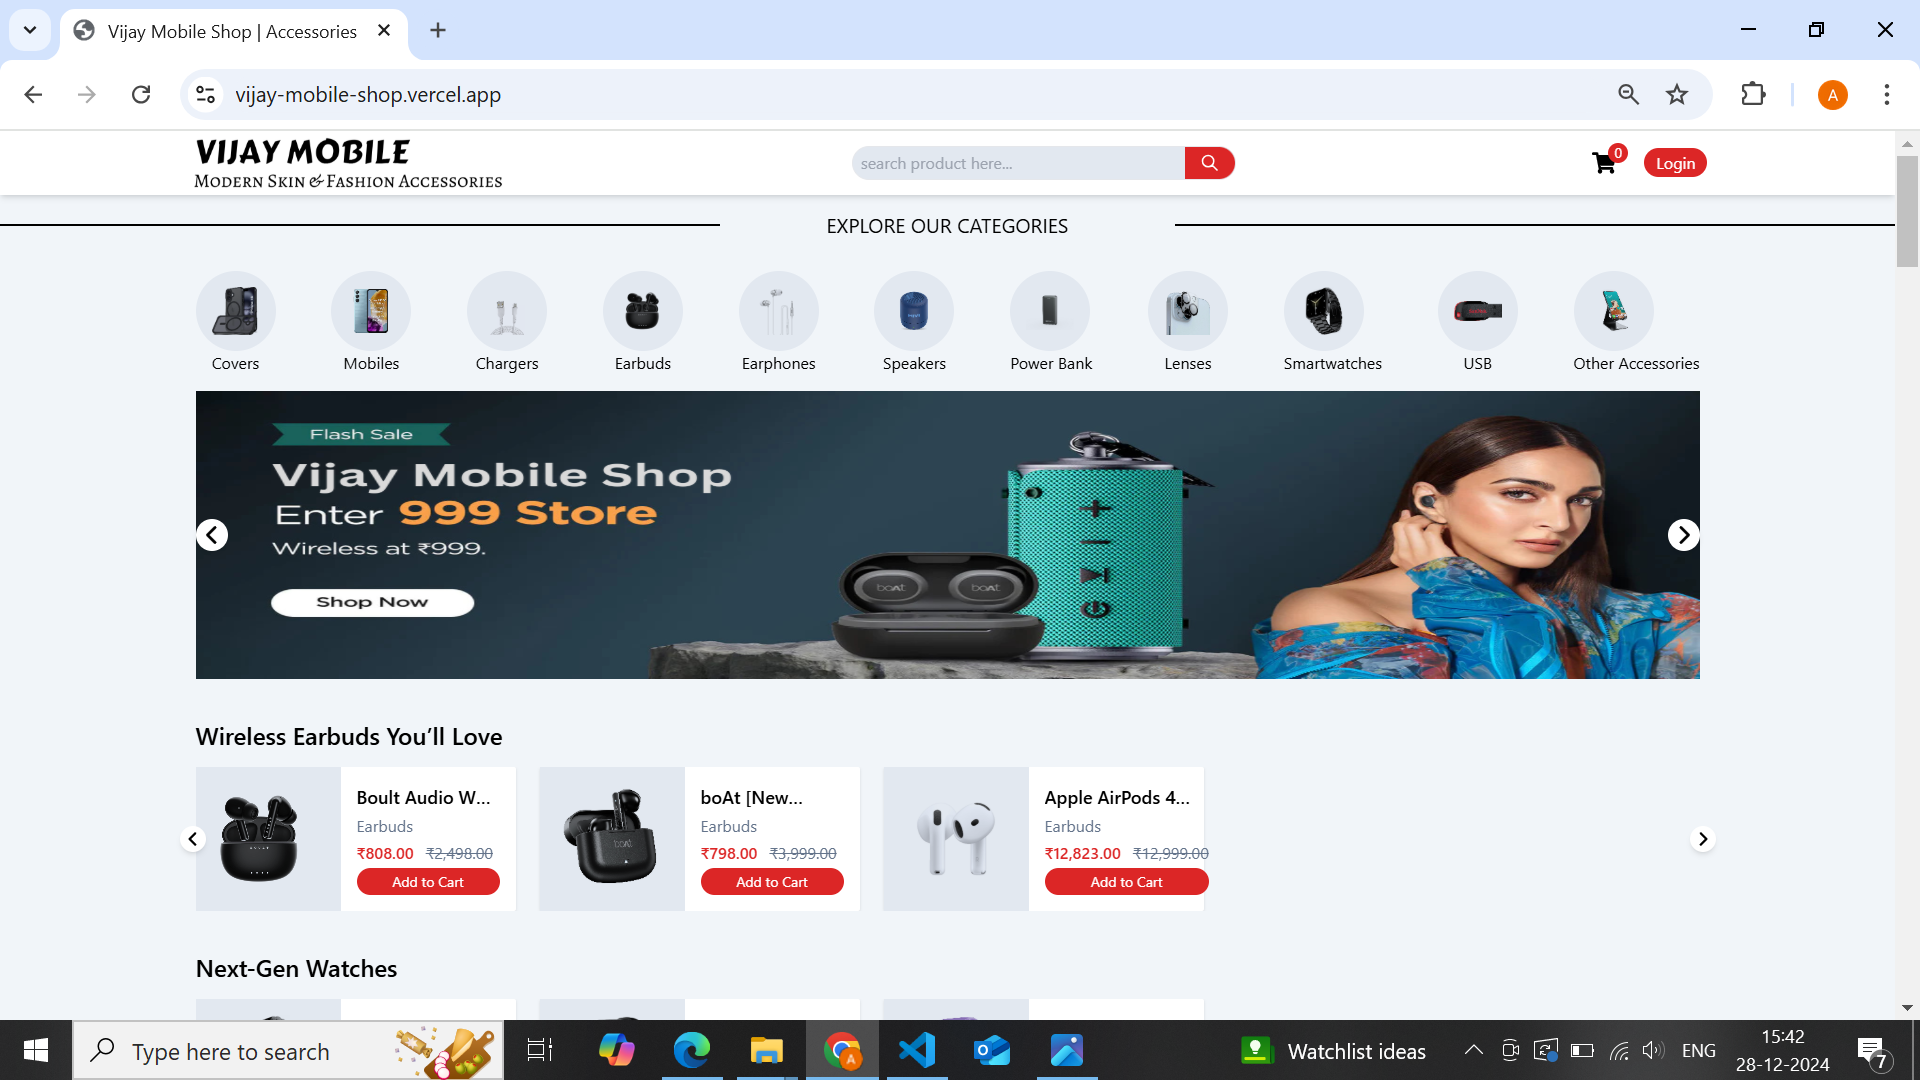 Vijay Mobile Shop | Accessories
vijay-mobile-shop.vercel.app
A
VIJAY MOBILE
Modern Skin & Fashion Accessories
search product here...
0
Login
EXPLORE OUR CATEGORIES
Covers
Mobiles
Chargers
Earbuds
Earphones
Speakers
Power Bank
Lenses
Smartwatches
USB
Other Accessories
Flash Sale
Vijay Mobile Shop
Enter 999 Store
Wireless at ₹999.
Shop Now
boAt boAt
Wireless Earbuds You’ll Love
Boult Audio W...
Earbuds
₹808.00 ₹2,498.00
Add to Cart
boAt [New...
Earbuds
₹798.00 ₹3,999.00
Add to Cart
Apple AirPods 4...
Earbuds
₹12,823.00 ₹12,999.00
Add to Cart
Next-Gen Watches
Type here to search
A
Watchlist ideas
ENG
15:42
28-12-2024
7